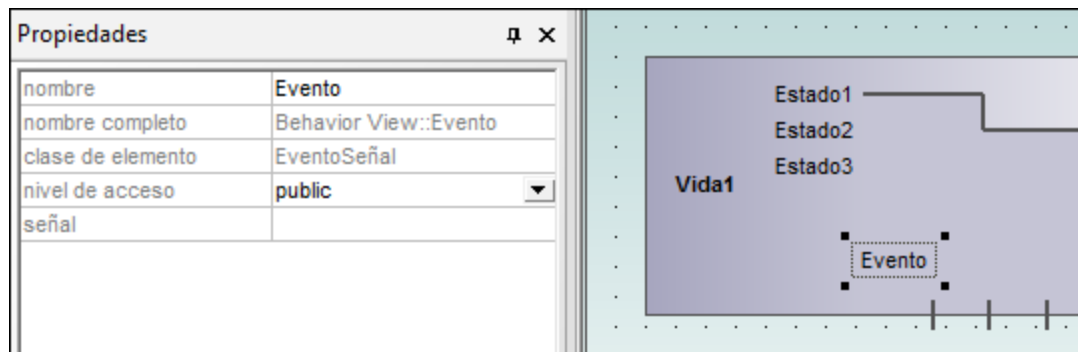 Propiedades
nombre Evento
nombre completo Behavior View::Evento
clase de elemento EventoSeñal
nivel de acceso public
señal
Estado1
Estado2
Estado3
Vida1
Evento